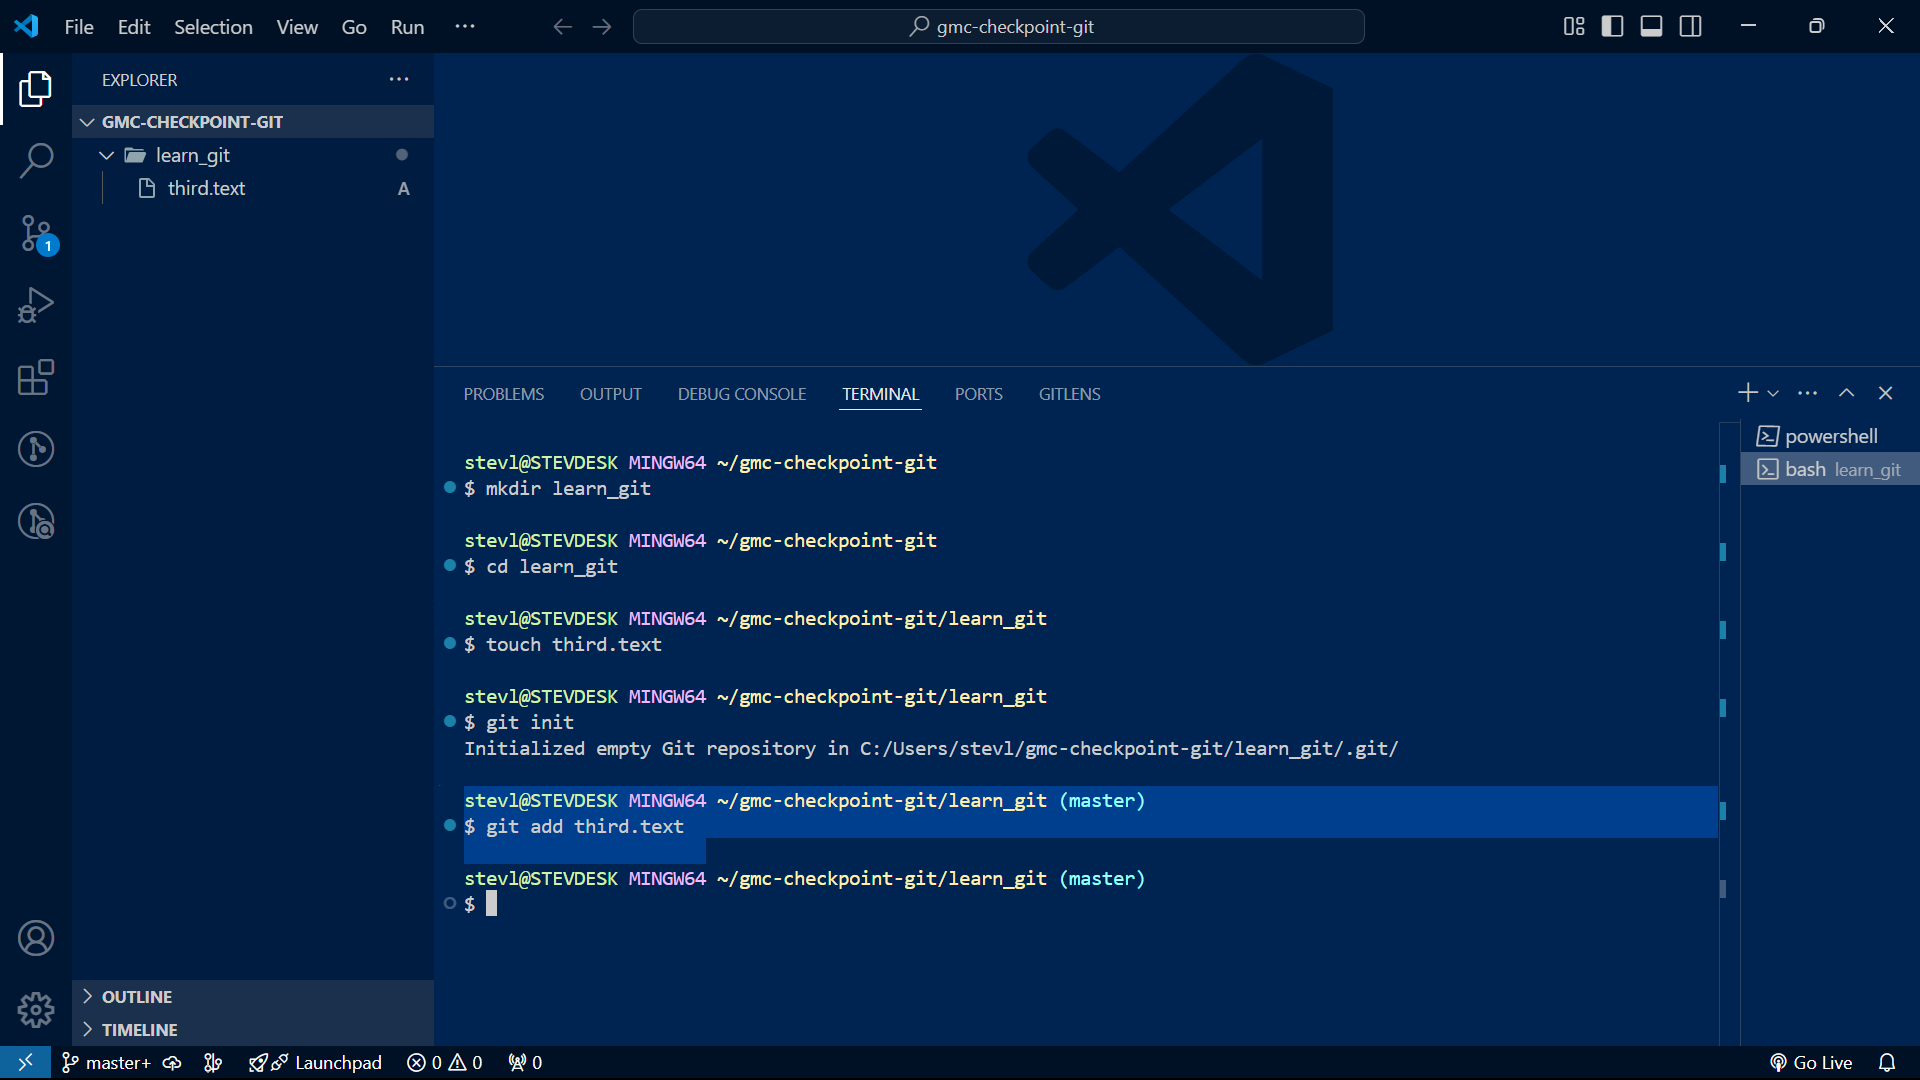 File Edit Selection View Go Run ··· gmc-checkpoint-git
EXPLORER ···
GMC-CHECKPOINT-GIT
learn_git
third.text A
1
PROBLEMS OUTPUT DEBUG CONSOLE TERMINAL PORTS GITLENS
powershell
bash learn_git
stevl@STEVDESK MINGW64 ~/gmc-checkpoint-git
$ mkdir learn_git
stevl@STEVDESK MINGW64 ~/gmc-checkpoint-git
$ cd learn_git
stevl@STEVDESK MINGW64 ~/gmc-checkpoint-git/learn_git
$ touch third.text
stevl@STEVDESK MINGW64 ~/gmc-checkpoint-git/learn_git
$ git init
Initialized empty Git repository in C:/Users/stevl/gmc-checkpoint-git/learn_git/.git/
stevl@STEVDESK MINGW64 ~/gmc-checkpoint-git/learn_git (master)
$ git add third.text
stevl@STEVDESK MINGW64 ~/gmc-checkpoint-git/learn_git (master)
$
OUTLINE
TIMELINE
master+ Launchpad 0 0 0 Go Live